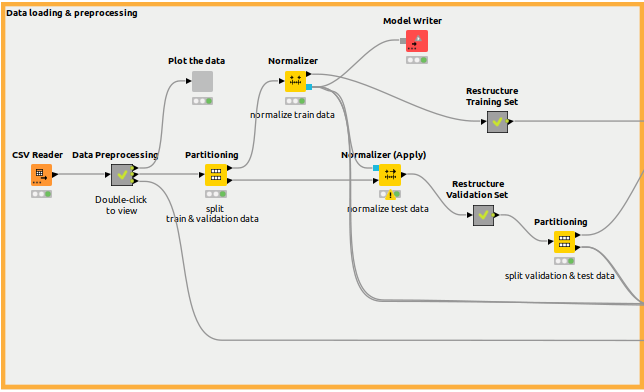 Data loading & preprocessing
Model Writer
Plot the data
Normalizer
normalize train data
Restructure
Training Set
CSV Reader
Data Preprocessing
Double-click
to view
Partitioning
split
train & validation data
Normalizer (Apply)
normalize test data
Restructure
Validation Set
Partitioning
split validation & test data